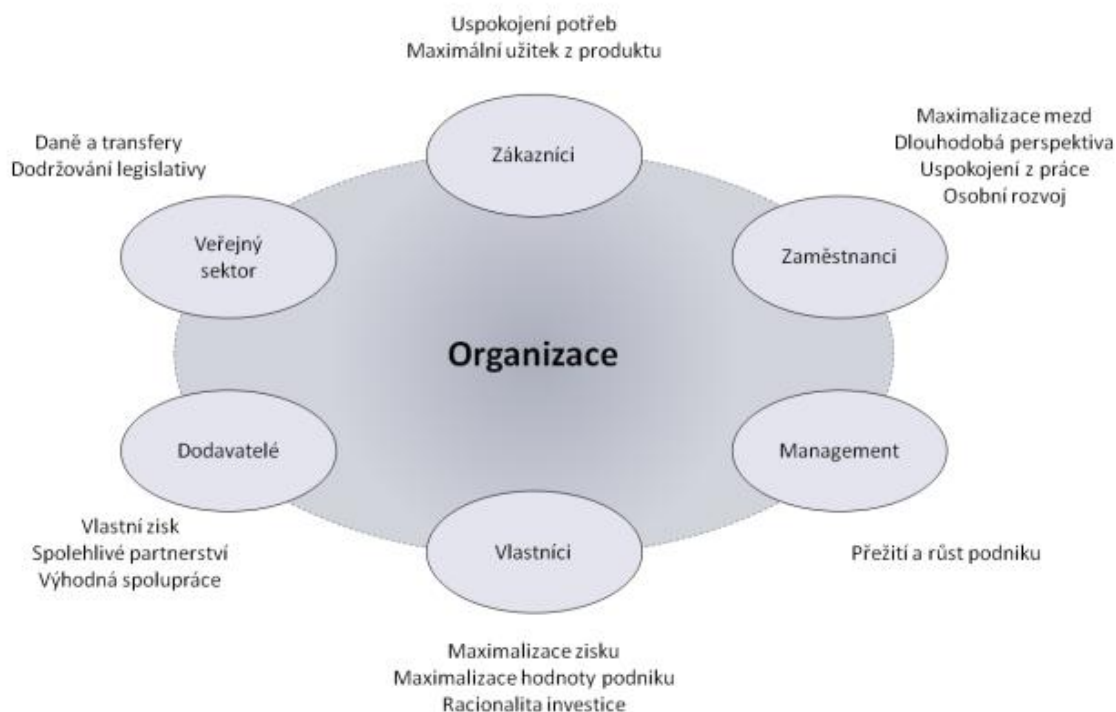 Uspokojení potřeb
Maximální užitek z produktu
Zákazníci
Maximalizace mezd
Dlouhodobá perspektiva
Uspokojení z práce
Osobní rozvoj
Zaměstnanci
Daně a transfery
Dodržování legislativy
Veřejný
sektor
Organizace
Dodavatelé
Vlastní zisk
Spolehlivé partnerství
Výhodná spolupráce
Management
Přežití a růst podniku
Vlastníci
Maximalizace zisku
Maximalizace hodnoty podniku
Racionalita investice